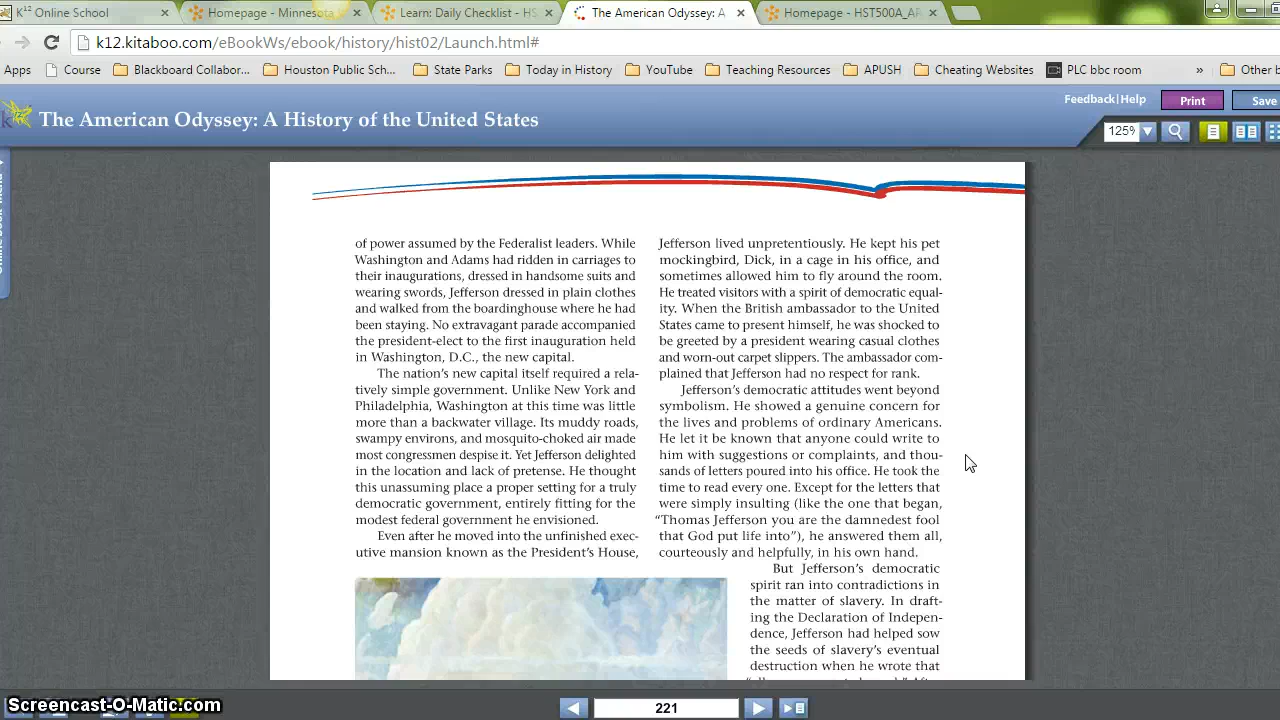 K¹² Online School
Homepage - Minnesota
Learn: Daily Checklist - HS
The American Odyssey: A
Homepage - HST500A_AP
k12.kitaboo.com/eBookWs/ebook/history/hist02/Launch.html#
Apps
Course
Blackboard Collabor...
Houston Public Sch...
State Parks
Today in History
YouTube
Teaching Resources
APUSH
Cheating Websites
PLC bbc room
»
Other b
Feedback|Help
Print
Save
The American Odyssey: A History of the United States
125%
of power assumed by the Federalist leaders. While
Washington and Adams had ridden in carriages to
their inaugurations, dressed in handsome suits and
wearing swords, Jefferson dressed in plain clothes
and walked from the boardinghouse where he had
been staying. No extravagant parade accompanied
the president-elect to the first inauguration held
in Washington, D.C., the new capital.
The nation's new capital itself required a rela-
tively simple government. Unlike New York and
Philadelphia, Washington at this time was little
more than a backwater village. Its muddy roads,
swampy environs, and mosquito-choked air made
most congressmen despise it. Yet Jefferson delighted
in the location and lack of pretense. He thought
this unassuming place a proper setting for a truly
democratic government, entirely fitting for the
modest federal government he envisioned.
Even after he moved into the unfinished exec-
utive mansion known as the President's House,
Jefferson lived unpretentiously. He kept his pet
mockingbird, Dick, in a cage in his office, and
sometimes allowed him to fly around the room.
He treated visitors with a spirit of democratic equal-
ity. When the British ambassador to the United
States came to present himself, he was shocked to
be greeted by a president wearing casual clothes
and worn-out carpet slippers. The ambassador com-
plained that Jefferson had no respect for rank.
Jefferson's democratic attitudes went beyond
symbolism. He showed a genuine concern for
the lives and problems of ordinary Americans.
He let it be known that anyone could write to
him with suggestions or complaints, and thou-
sands of letters poured into his office. He took the
time to read every one. Except for the letters that
were simply insulting (like the one that began,
"Thomas Jefferson you are the damnedest fool
that God put life into"), he answered them all,
courteously and helpfully, in his own hand.
But Jefferson's democratic
spirit ran into contradictions in
the matter of slavery. In draft-
ing the Declaration of Indepen-
dence, Jefferson had helped sow
the seeds of slavery's eventual
destruction when he wrote that
221
Screencast-O-Matic.com